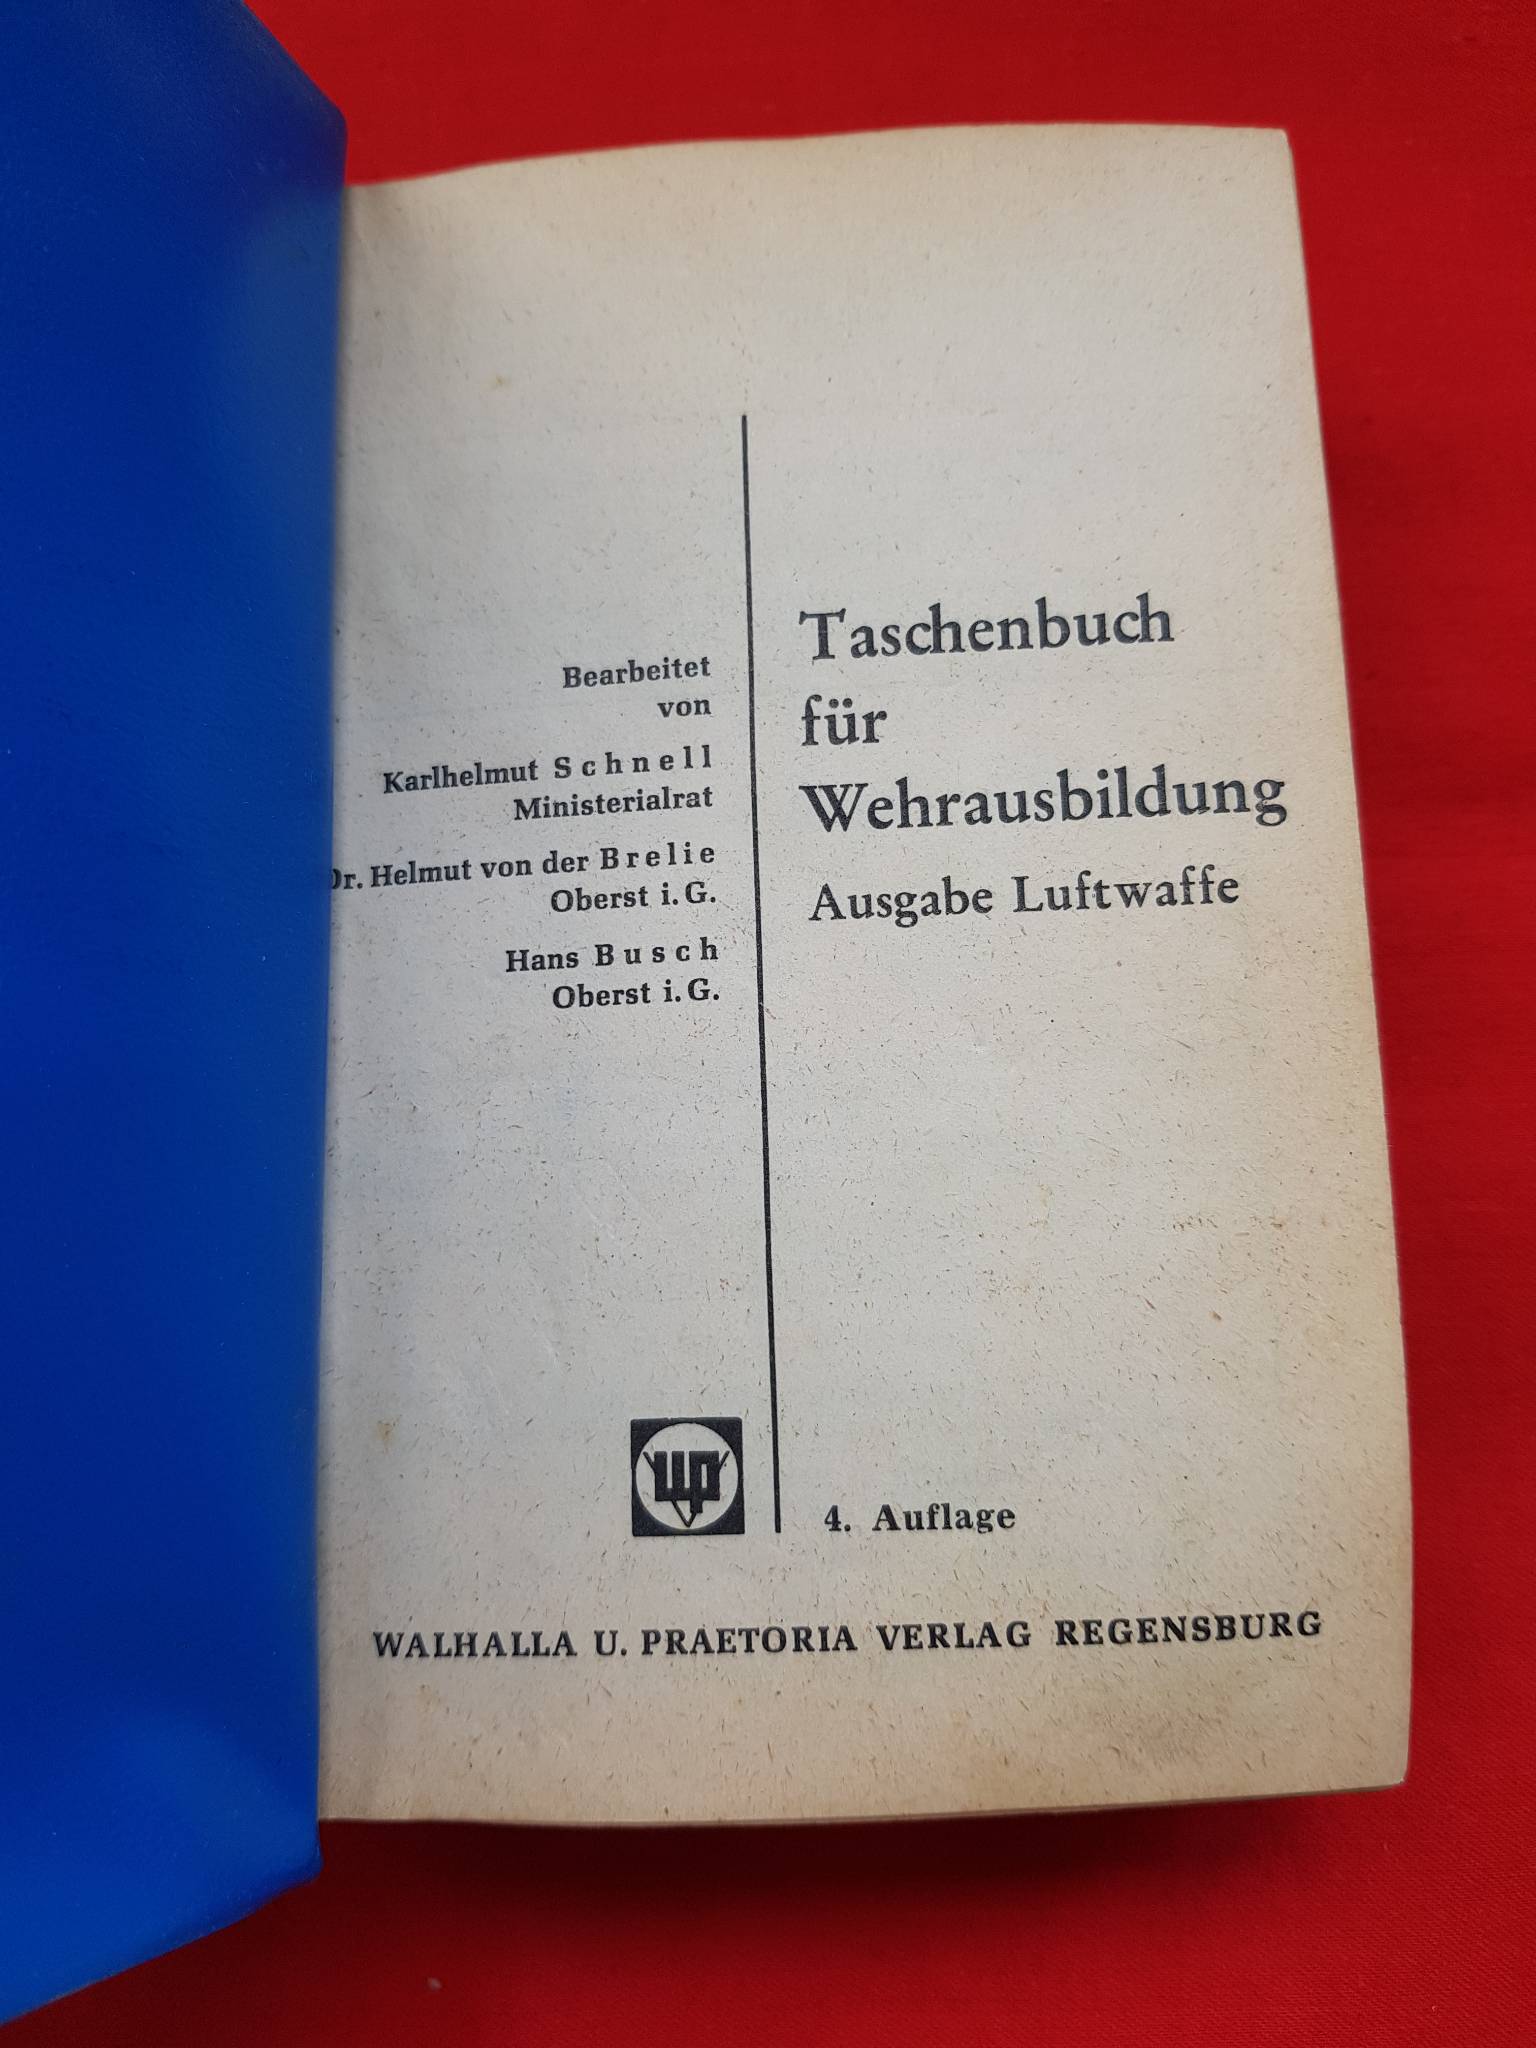 Bearbeitet
von
Karlhelmut Schnell
Ministerialrat
Dr. Helmut von der Brelie
Oberst i. G.
Hans Busch
Oberst i. G.
Taschenbuch
für
Wehrausbildung
Ausgabe Luftwaffe
4. Auflage
WALHALLA U. PRAETORIA VERLAG REGENSBURG